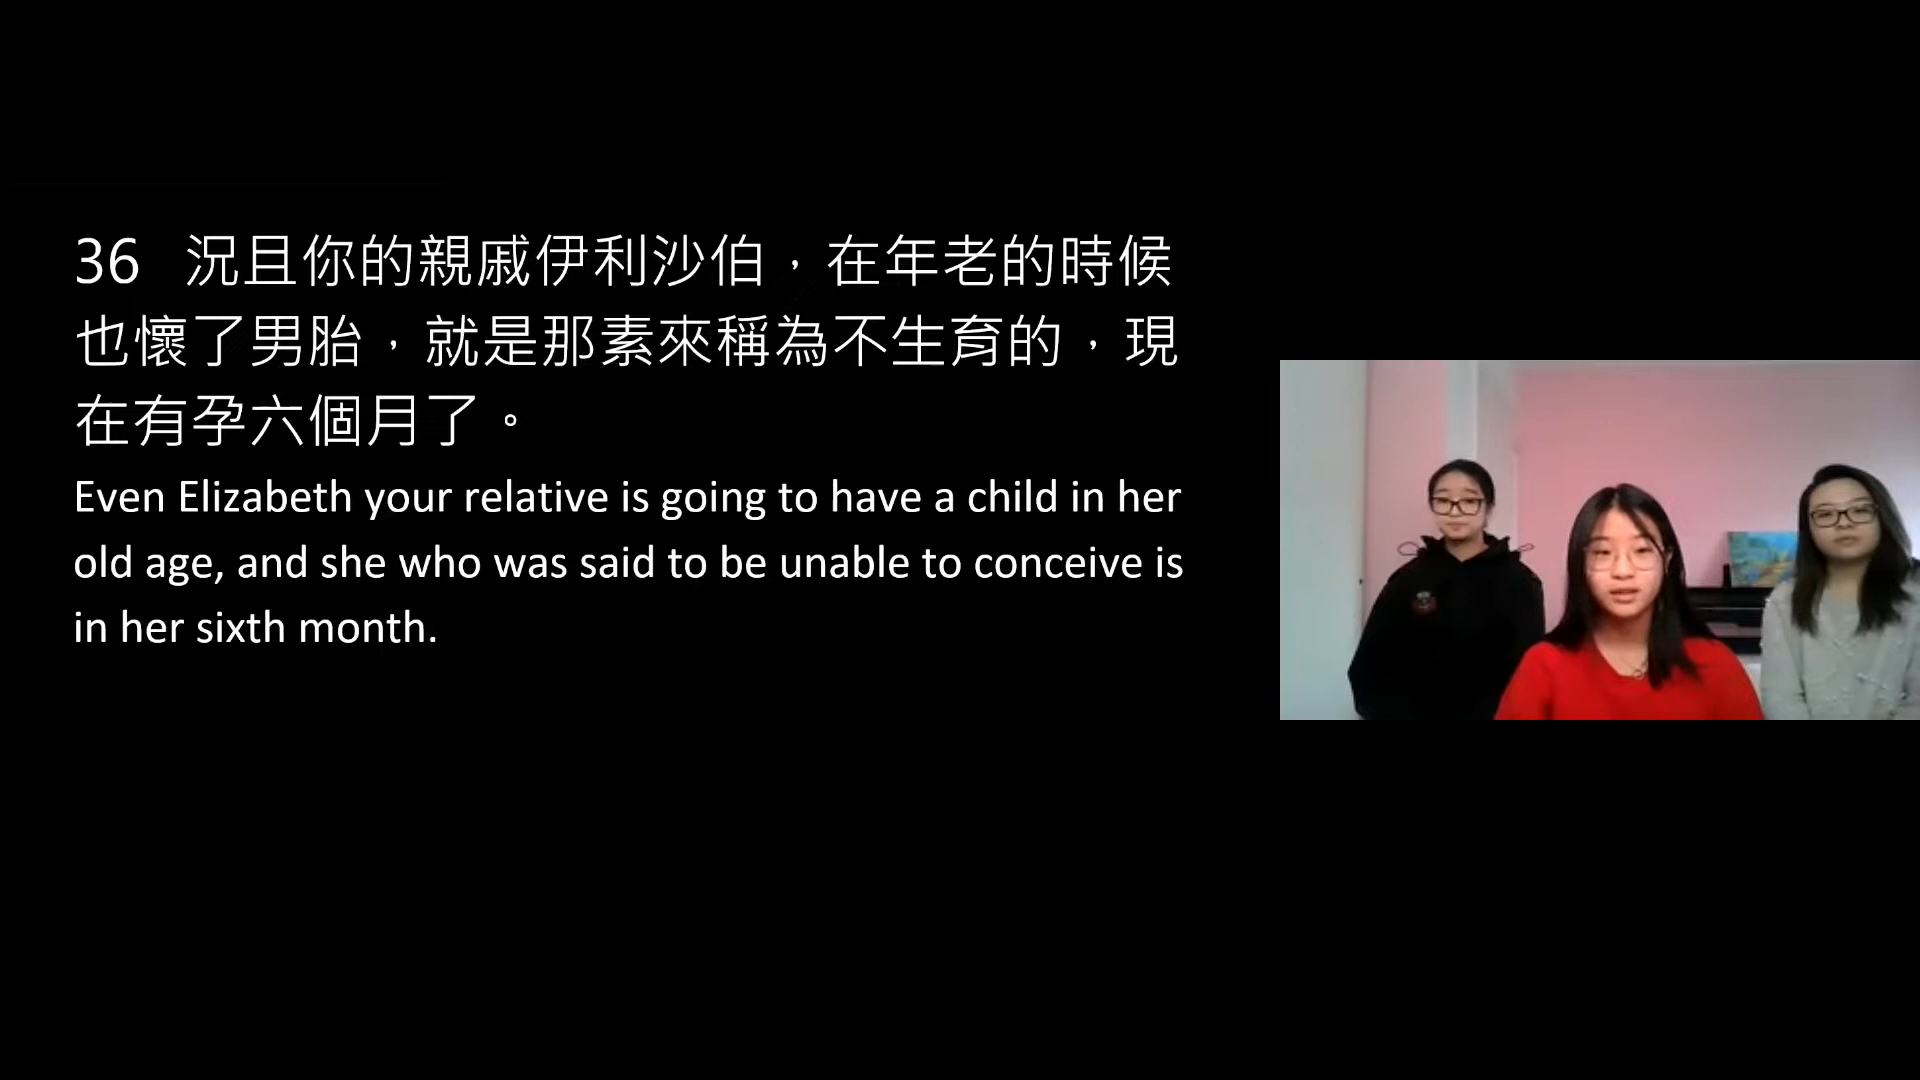 36 況且你的親戚伊利沙伯，在年老的時候
也懷了男胎，就是那素來稱為不生育的，現
在有孕六個月了。
Even Elizabeth your relative is going to have a child in her
old age, and she who was said to be unable to conceive is
in her sixth month.